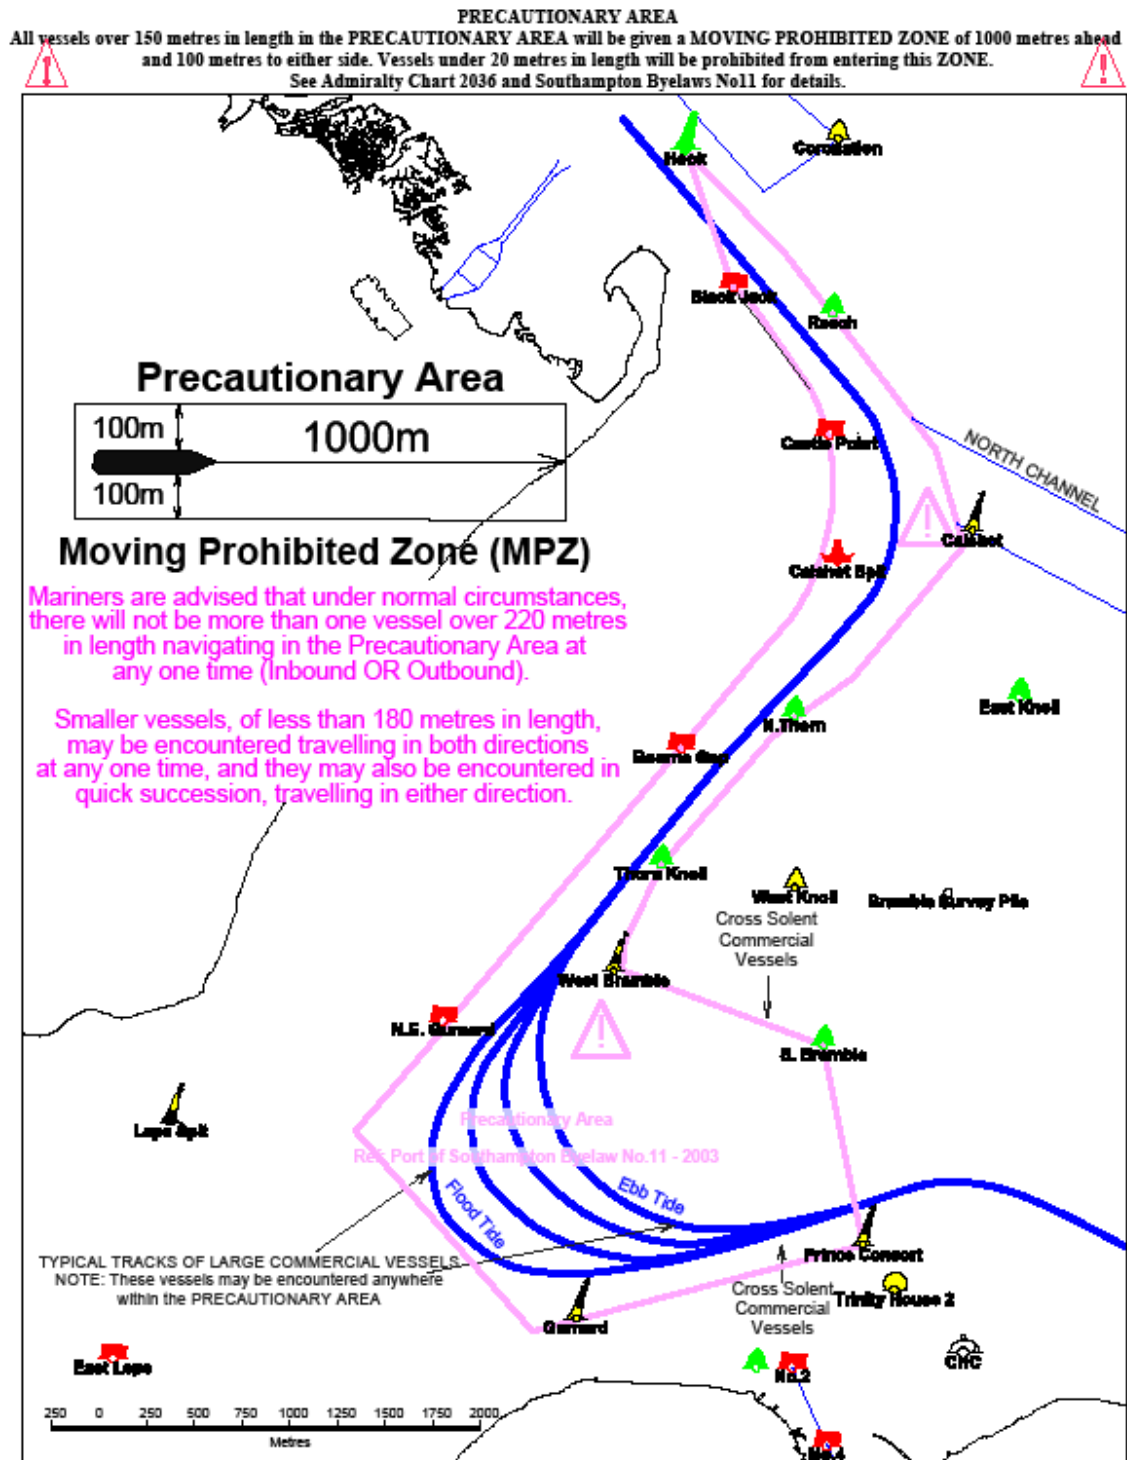 PRECAUTIONARY AREA
All vessels over 150 metres in length in the PRECAUTIONARY AREA will be given a MOVING PROHIBITED ZONE of 1000 metres ahead
and 100 metres to either side. Vessels under 20 metres in length will be prohibited from entering this ZONE.
See Admiralty Chart 2036 and Southampton Byelaws No11 for details.
Hook
Coronation
Black Jack
Reach
Precautionary Area
100m
1000m
100m
Castle Point
NORTH CHANNEL
Calshot
Moving Prohibited Zone (MPZ)
Calshot Spit
Mariners are advised that under normal circumstances,
there will not be more than one vessel over 220 metres
in length navigating in the Precautionary Area at
any one time (Inbound OR Outbound).
East Knoll
Smaller vessels, of less than 180 metres in length,
may be encountered travelling in both directions
at any one time, and they may also be encountered in
quick succession, travelling in either direction.
N.Thorn
Bourne Gap
Thorn Knoll
West Knoll
Bramble Survey Pile
Cross Solent
Commercial
Vessels
West Bramble
N.E. Gurnard
S. Bramble
Lepe Spit
Precautionary Area
Ref. Port of Southampton Byelaw No.11 - 2003
Flood Tide
Ebb Tide
TYPICAL TRACKS OF LARGE COMMERCIAL VESSELS
NOTE: These vessels may be encountered anywhere
within the PRECAUTIONARY AREA
Prince Consort
Cross Solent
Commercial
Vessels
Trinity House 2
Gurnard
East Lepe
No.2
CHC
250 0 250 500 750 1000 1250 1500 1750 2000
Metres
No.4